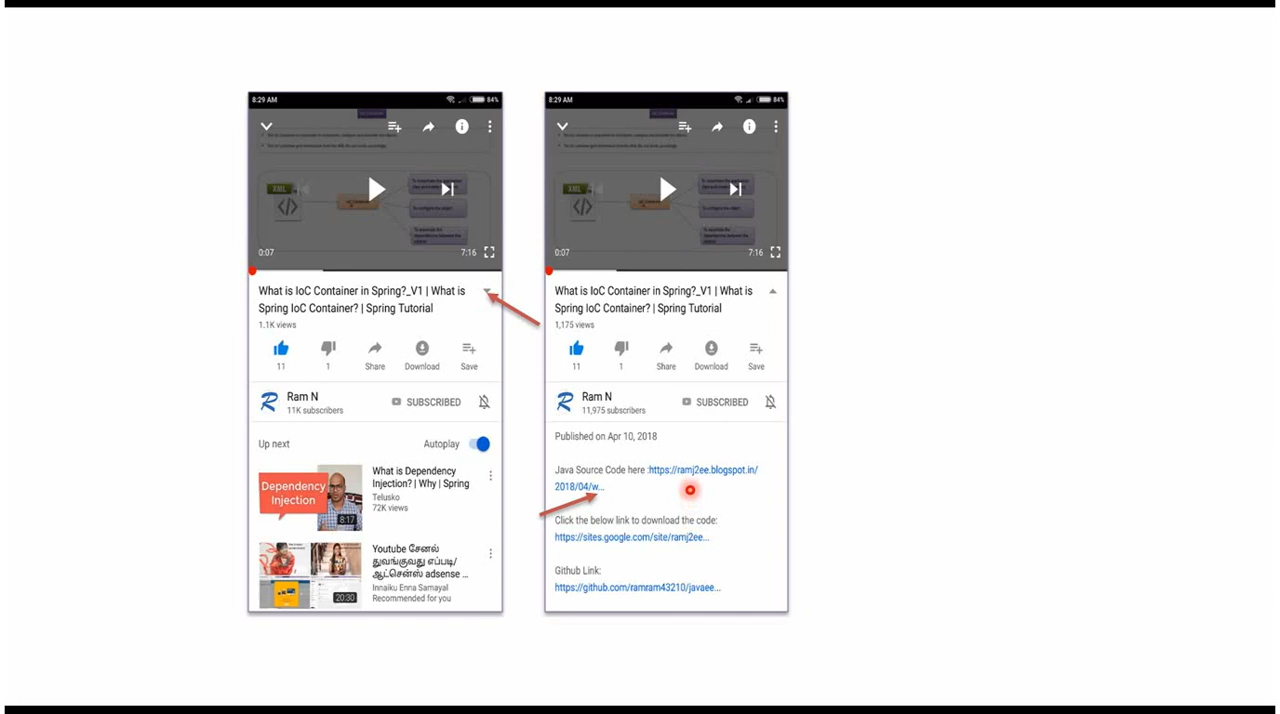 8:29 AM
84%
XML
0:07
7:16
What is IoC Container in Spring?_V1 | What is
Spring IoC Container? | Spring Tutorial
1.1K views
11
1
Share
Download
Save
Ram N
11K subscribers
SUBSCRIBED
Up next
Autoplay
Dependency
Injection
8:17
What is Dependency
Injection? | Why | Spring
Telusko
72K views
20:30
Youtube சேனல்
துவங்குவது எப்படி/
ஆட்சென்ஸ் adsense ...
Innaiku Enna Samayal
Recommended for you
8:29 AM
84%
XML
0:07
7:16
What is IoC Container in Spring?_V1 | What is
Spring IoC Container? | Spring Tutorial
1,175 views
11
1
Share
Download
Save
Ram N
11,975 subscribers
SUBSCRIBED
Published on Apr 10, 2018
Java Source Code here :https://ramj2ee.blogspot.in/
2018/04/w...
Click the below link to download the code:
https://sites.google.com/site/ramj2ee...
Github Link:
https://github.com/ramram43210/javaee...